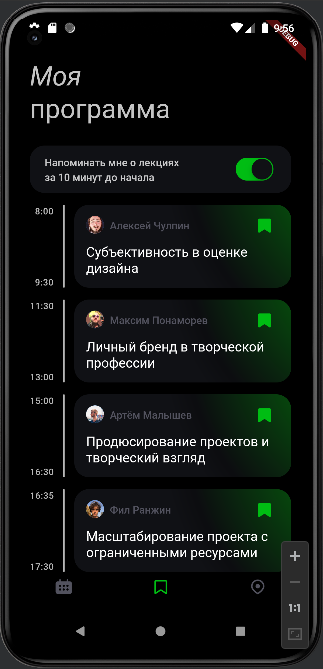 9:56
DEBUG
Моя
программа
Напоминать мне о лекциях
за 10 минут до начала
8:00
Алексей Чулпин
Субъективность в оценке
дизайна
9:30
11:30
Максим Понаморев
Личный бренд в творческой
профессии
13:00
15:00
Артём Малышев
Продюсирование проектов и
творческий взгляд
16:30
16:35
Фил Ранжин
Масштабирование проекта с
ограниченными ресурсами
17:30
1:1